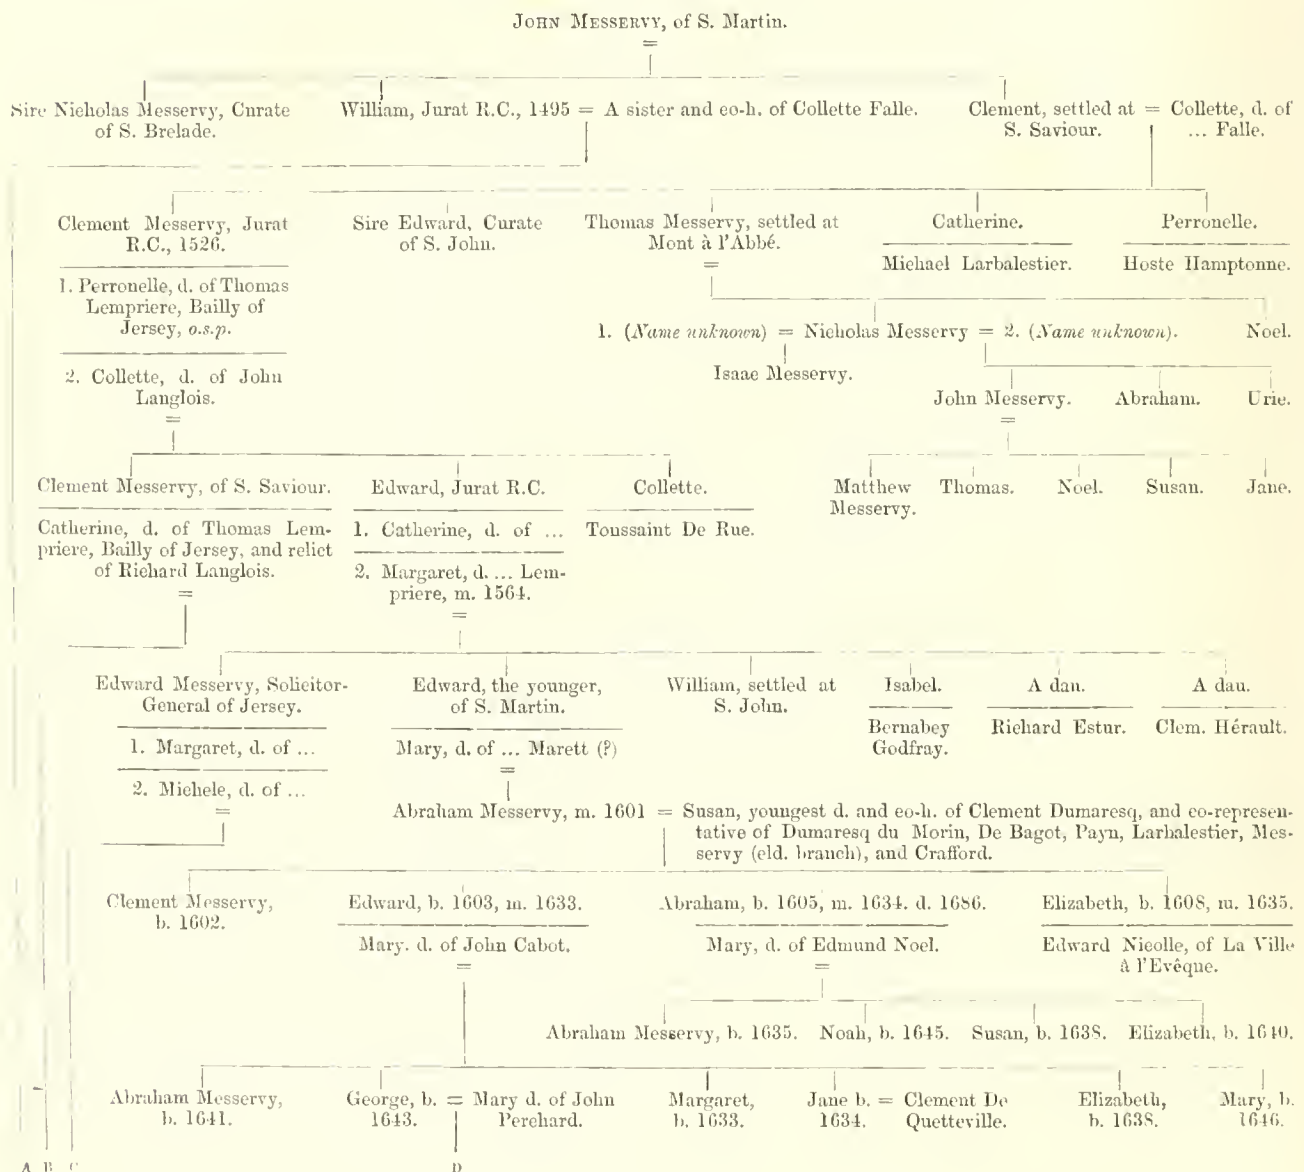 JOHN MESSERVY, of S. Martin.
=
Sire Nicholas Messervy, Curate
of S. Brelade.
William, Jurat R.C., 1495 = A sister and co-h. of Collette Falle.
Clement, settled at = Collette, d. of
S. Saviour. ... Falle.
Clement Messervy, Jurat
R.C., 1526.
1. Perronelle, d. of Thomas
Lempriere, Bailly of
Jersey, o.s.p.
2. Collette, d. of John
Langlois.
=
Sire Edward, Curate
of S. John.
Thomas Messervy, settled at
Mont à l'Abbé.
=
Catherine.
Michael Larbalestier.
Perronelle.
Hoste Hamptonne.
1. (Name unknown) = Nicholas Messervy = 2. (Name unknown). Noel.
Isaac Messervy.
John Messervy. Abraham. Urie.
=
Clement Messervy, of S. Saviour.
Catherine, d. of Thomas Lem-
priere, Bailly of Jersey, and relict
of Richard Langlois.
=
Edward, Jurat R.C.
1. Catherine, d. of ...
2. Margaret, d. ... Lem-
priere, m. 1564.
=
Collette.
Toussaint De Rue.
Matthew Thomas. Noel. Susan. Jane.
Messervy.
Edward Messervy, Solicitor-
General of Jersey.
1. Margaret, d. of ...
2. Michele, d. of ...
=
Edward, the younger,
of S. Martin.
Mary, d. of ... Marett (?)
=
William, settled at
S. John.
Isabel.
Bernabey
Godfray.
A dau.
Richard Estur.
A dau.
Clem. Hérault.
Abraham Messervy, m. 1601 = Susan, youngest d. and co-h. of Clement Dumaresq, and co-represen-
tative of Dumaresq du Morin, De Bagot, Payn, Larbalestier, Mes-
servy (eld. branch), and Crafford.
Clement Messervy,
b. 1602.
Edward, b. 1603, m. 1633.
Mary. d. of John Cabot.
=
Abraham, b. 1605, m. 1634. d. 1686.
Mary, d. of Edmund Noel.
=
Elizabeth, b. 1608, m. 1635.
Edward Nicolle, of La Ville
à l'Evêque.
Abraham Messervy, b. 1635. Noah, b. 1645. Susan, b. 1638. Elizabeth, b. 1640.
Abraham Messervy,
b. 1641.
George, b. = Mary d. of John
1643. Perchard.
Margaret,
b. 1633.
Jane b. = Clement De
1634. Quetteville.
Elizabeth,
b. 1638.
Mary, b.
1646.
A B C D